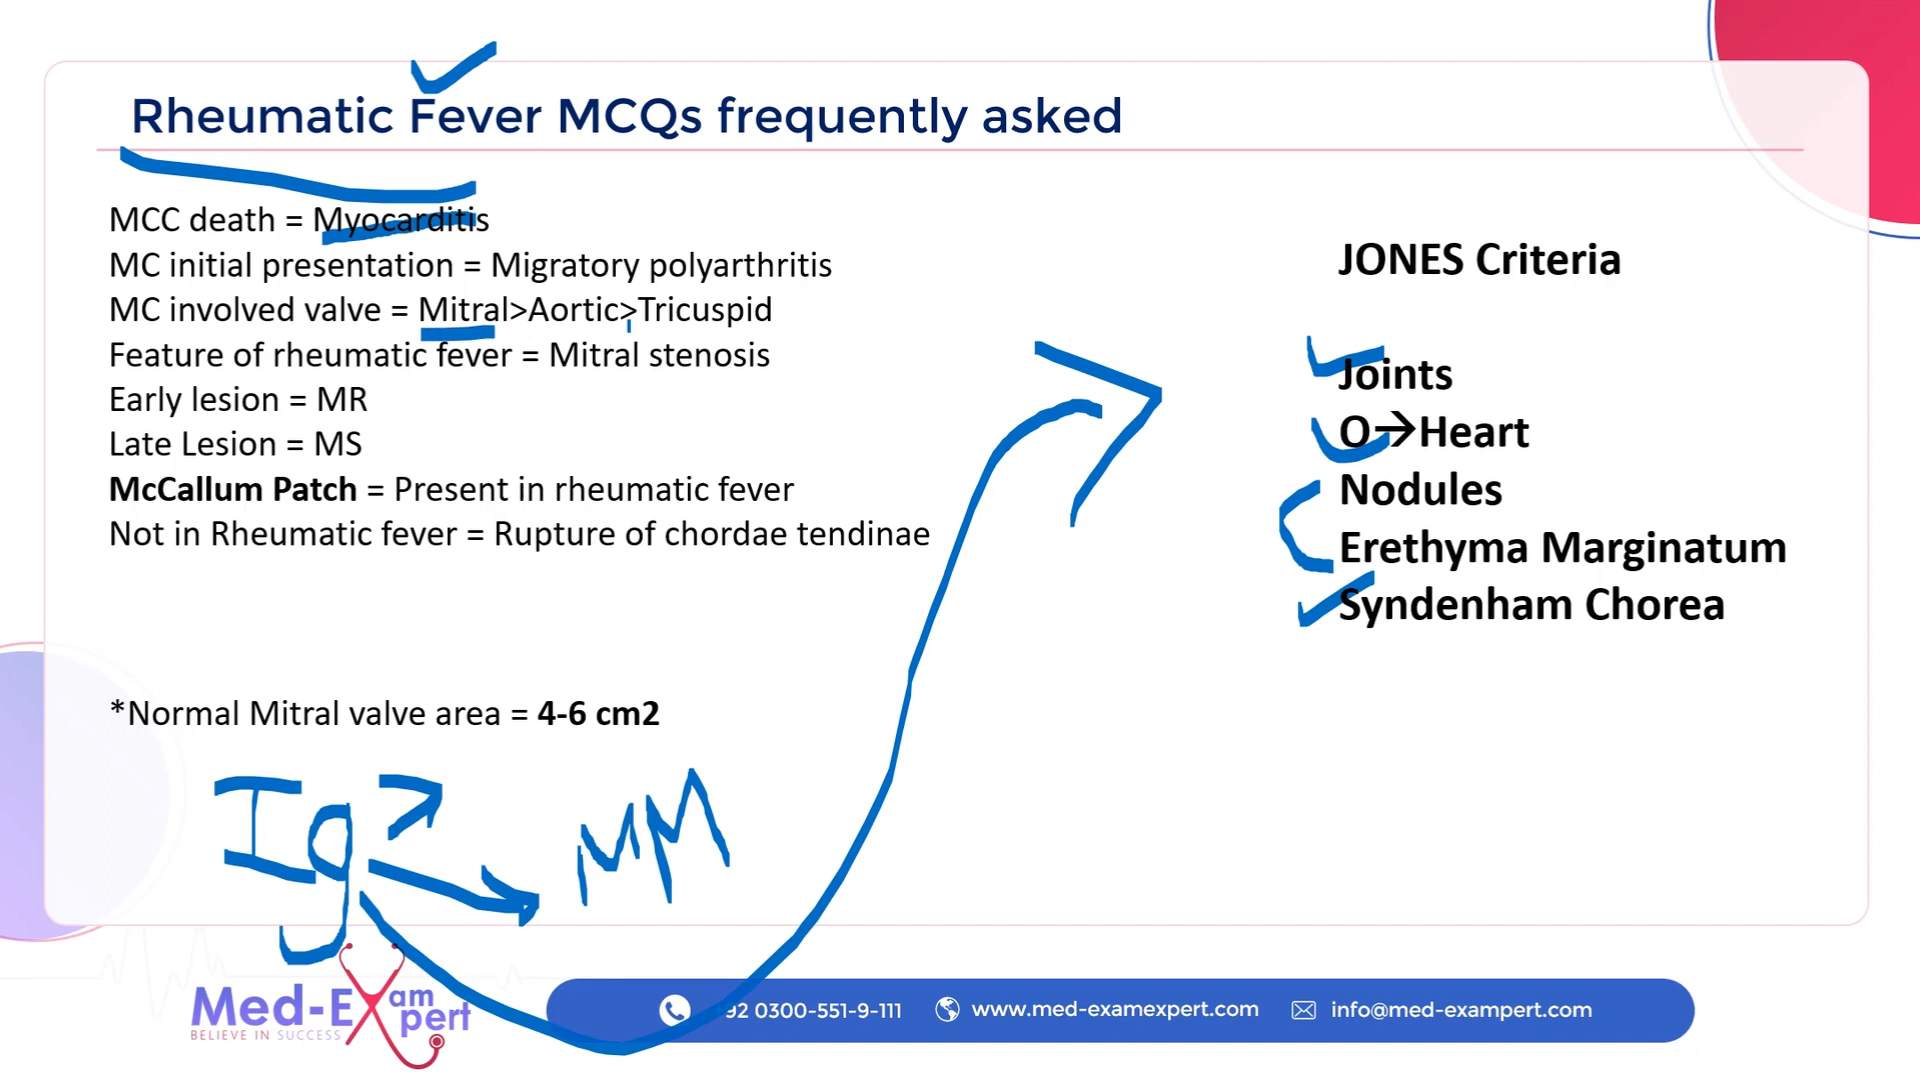 Rheumatic Fever MCQs frequently asked
MCC death = Myocarditis
MC initial presentation = Migratory polyarthritis
MC involved valve = Mitral>Aortic>Tricuspid
Feature of rheumatic fever = Mitral stenosis
Early lesion = MR
Late Lesion = MS
McCallum Patch = Present in rheumatic fever
Not in Rheumatic fever = Rupture of chordae tendinae
*Normal Mitral valve area = 4-6 cm2
Ig
MM
JONES Criteria
Joints
O→Heart
Nodules
Erethyma Marginatum
Syndenham Chorea
Med-Exam Expert
BELIEVE IN SUCCESS
92 0300-551-9-111
www.med-examexpert.com
info@med-exampert.com